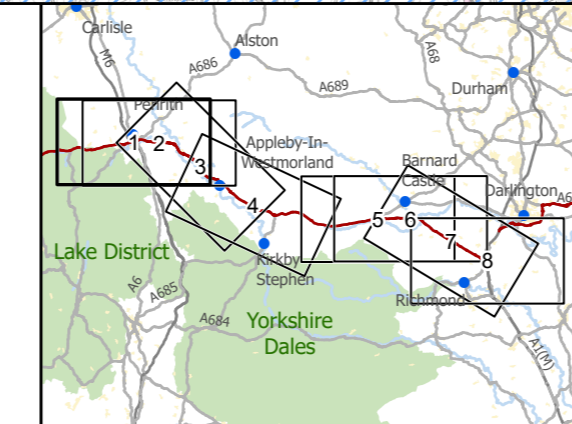 Carlisle
Alston
M6
A686
A68
A689
Durham
Penrith
1 2
3
4
Appleby-In-
Westmorland
Barnard
Castle
Darlington
A6
5 6
7
8
Lake District
Kirkby
Stephen
Richmond
A6
A685
A684
Yorkshire
Dales
A1(M)